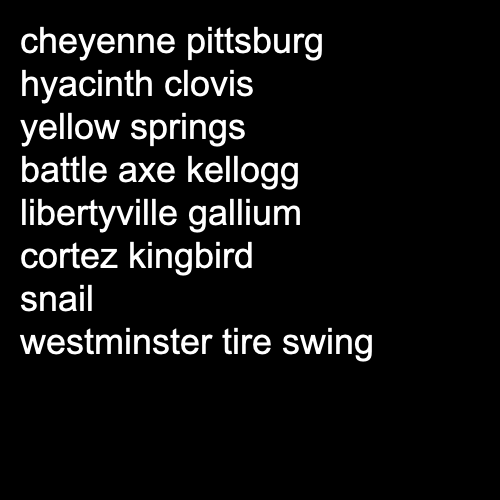 cheyenne pittsburg
hyacinth clovis
yellow springs
battle axe kellogg
libertyville gallium
cortez kingbird
snail
westminster tire swing